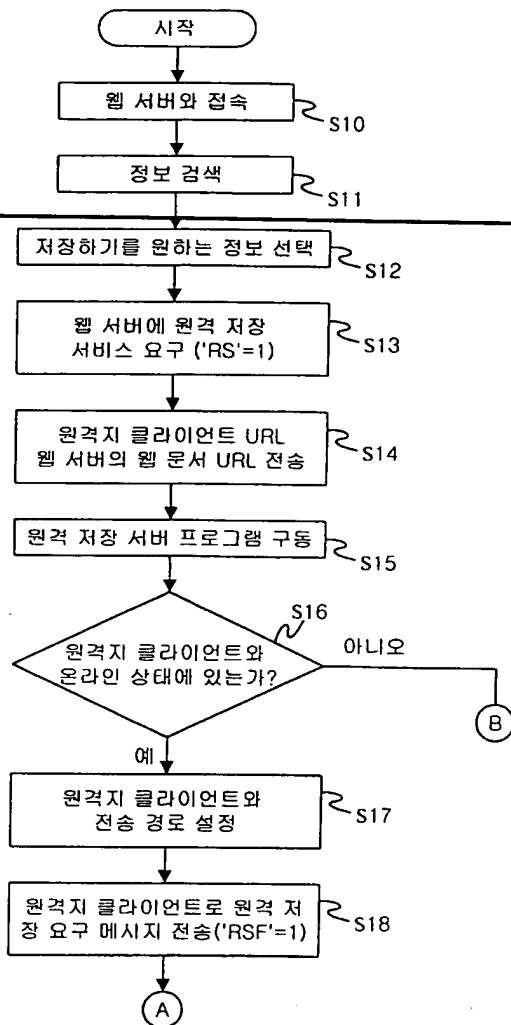 시작
웹 서버와 접속
S10
정보 검색
S11
저장하기를 원하는 정보 선택
S12
웹 서버에 원격 저장
서비스 요구 ('RS'=1)
S13
원격지 클라이언트 URL
웹 서버의 웹 문서 URL 전송
S14
원격 저장 서버 프로그램 구동
S15
S16
원격지 클라이언트와
온라인 상태에 있는가?
아니오
B
예
원격지 클라이언트와
전송 경로 설정
S17
원격지 클라이언트로 원격 저
장 요구 메시지 전송('RSF'=1)
S18
A